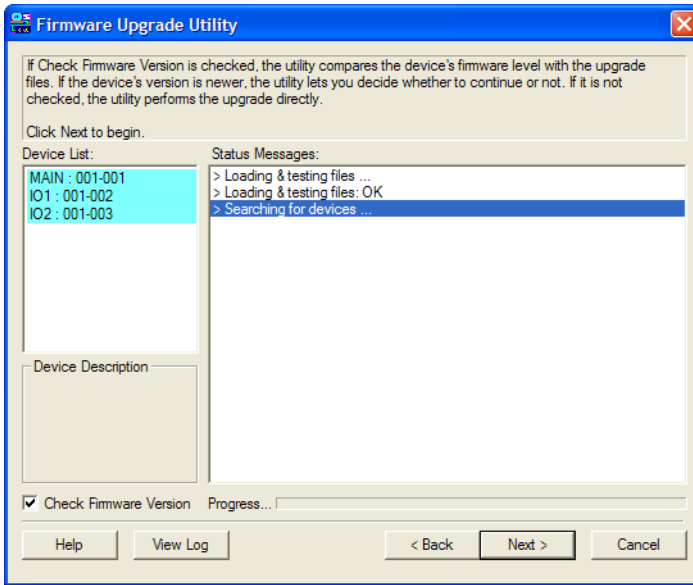 Firmware Upgrade Utility
If Check Firmware Version is checked, the utility compares the device's firmware level with the upgrade
files. If the device's version is newer, the utility lets you decide whether to continue or not. If it is not
checked, the utility performs the upgrade directly.
Click Next to begin.
Device List:
MAIN : 001-001
IO1 : 001-002
IO2 : 001-003
Status Messages:
> Loading & testing files ...
> Loading & testing files: OK
> Searching for devices ...
Device Description
Check Firmware Version
Progress...
Help
View Log
< Back
Next >
Cancel